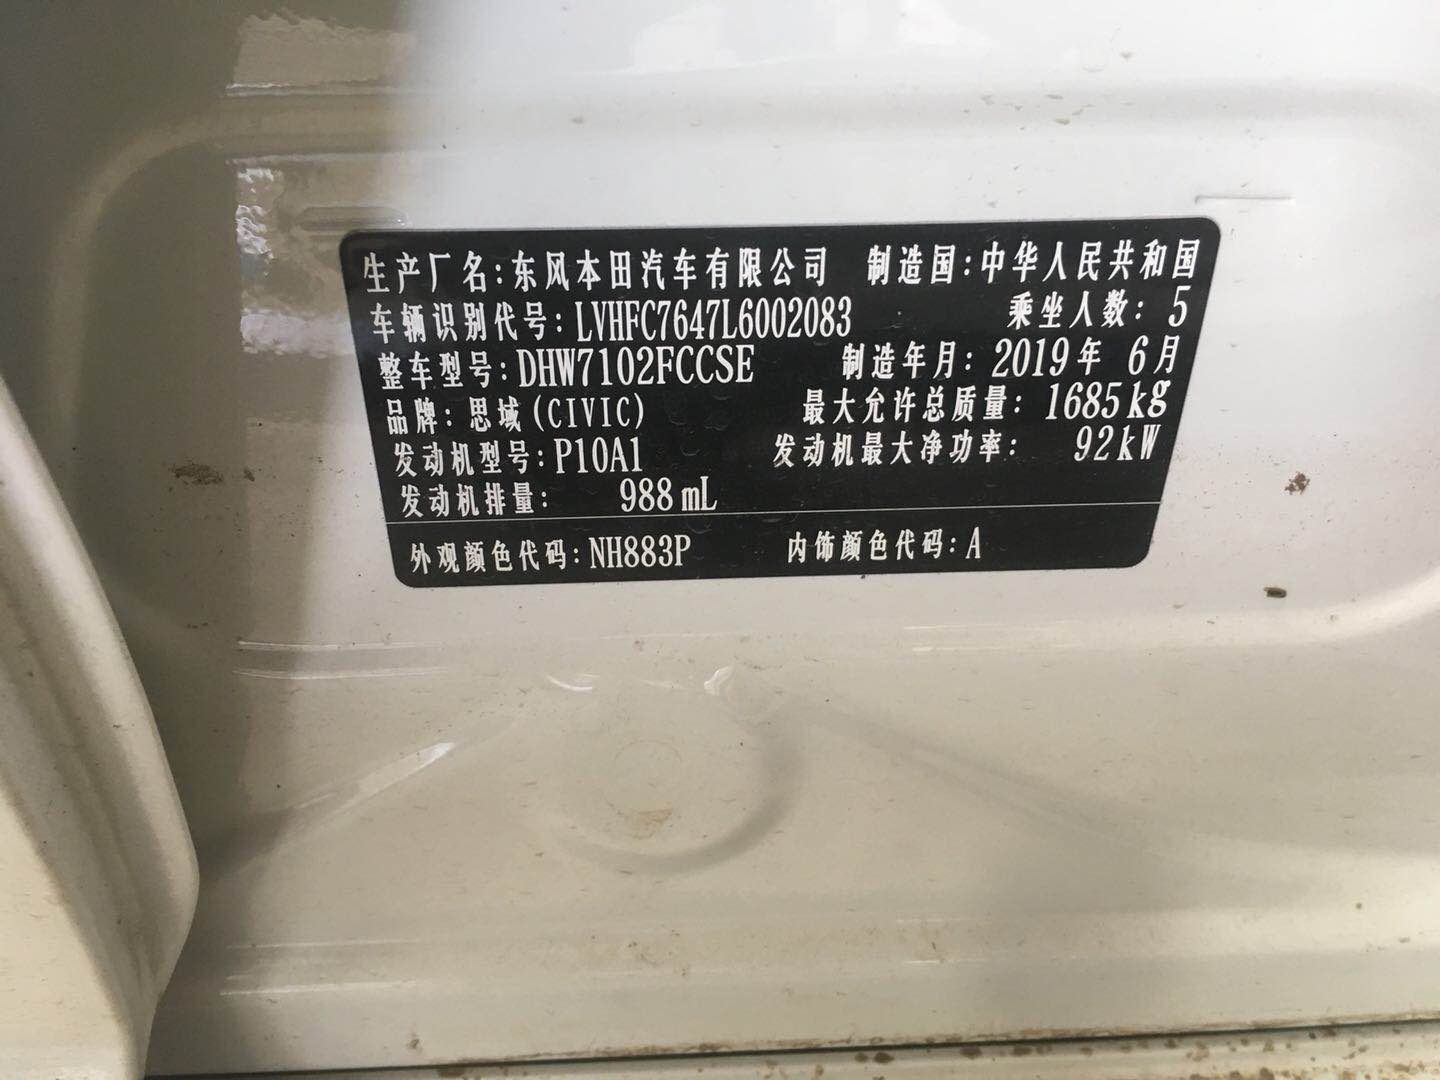 生产厂名:东风本田汽车有限公司 制造国:中华人民共和国
车辆识别代号:LVHFC7647L6002083 乘坐人数:5
整车型号:DHW7102FCCSE 制造年月:2019年 6月
品牌:思域(CIVIC) 最大允许总质量:1685kg
发动机型号:P10A1 发动机最大净功率:92kW
发动机排量:988mL
外观颜色代码:NH883P 内饰颜色代码:A